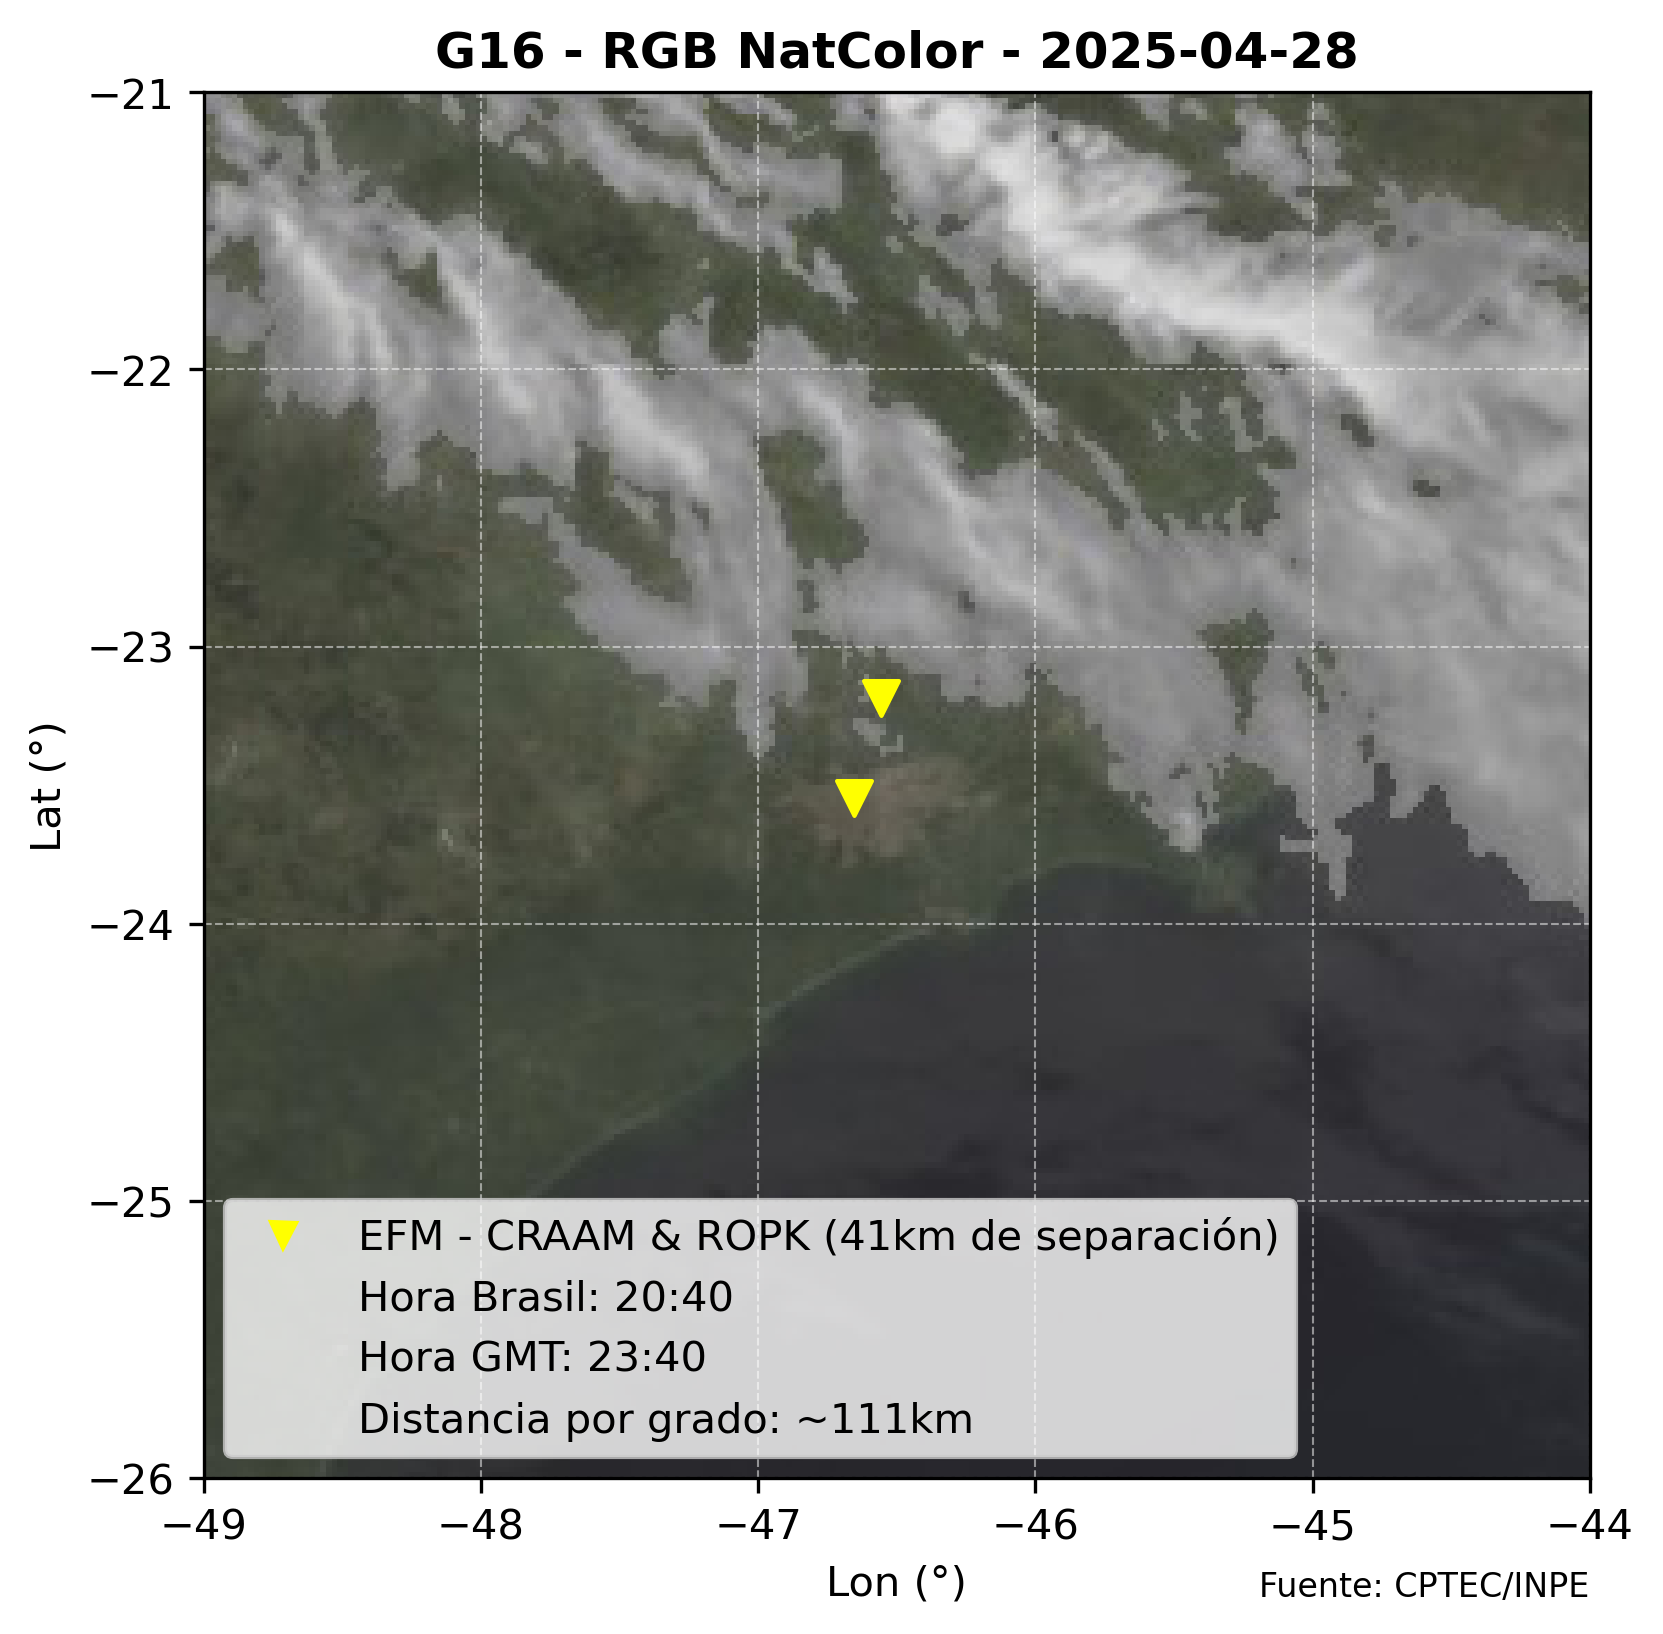 G16 - RGB NatColor - 2025-04-28
−21
−22
−23
−24
−25
−26
Lat (°)
EFM - CRAAM & ROPK (41km de separación)
Hora Brasil: 20:40
Hora GMT: 23:40
Distancia por grado: ~111km
−49
−48
−47
−46
−45
−44
Lon (°)
Fuente: CPTEC/INPE